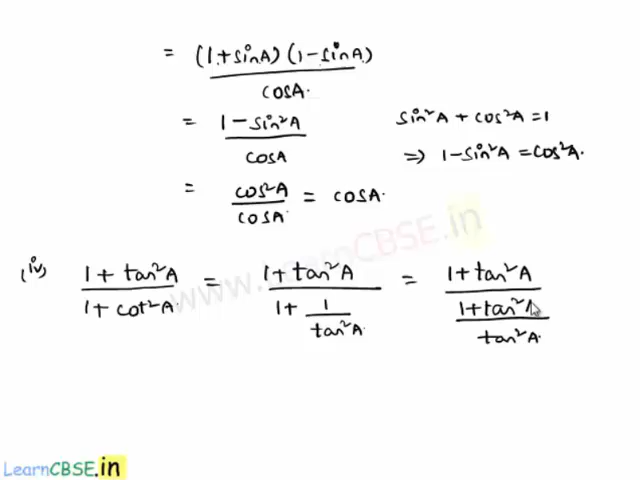 = (1+sinA)(1-sinA) / cosA.
= 1-sin²A / cosA    sin²A + cos²A = 1
⇒ 1-sin²A = cos²A.
= cos²A / cosA. = cosA.
(iv) 1+tan²A / 1+cot²A. = 1+tan²A / 1+ 1/tan²A. = 1+tan²A / 1+tan²A / tan²A.
www.LearnCBSE.in
LearnCBSE.in